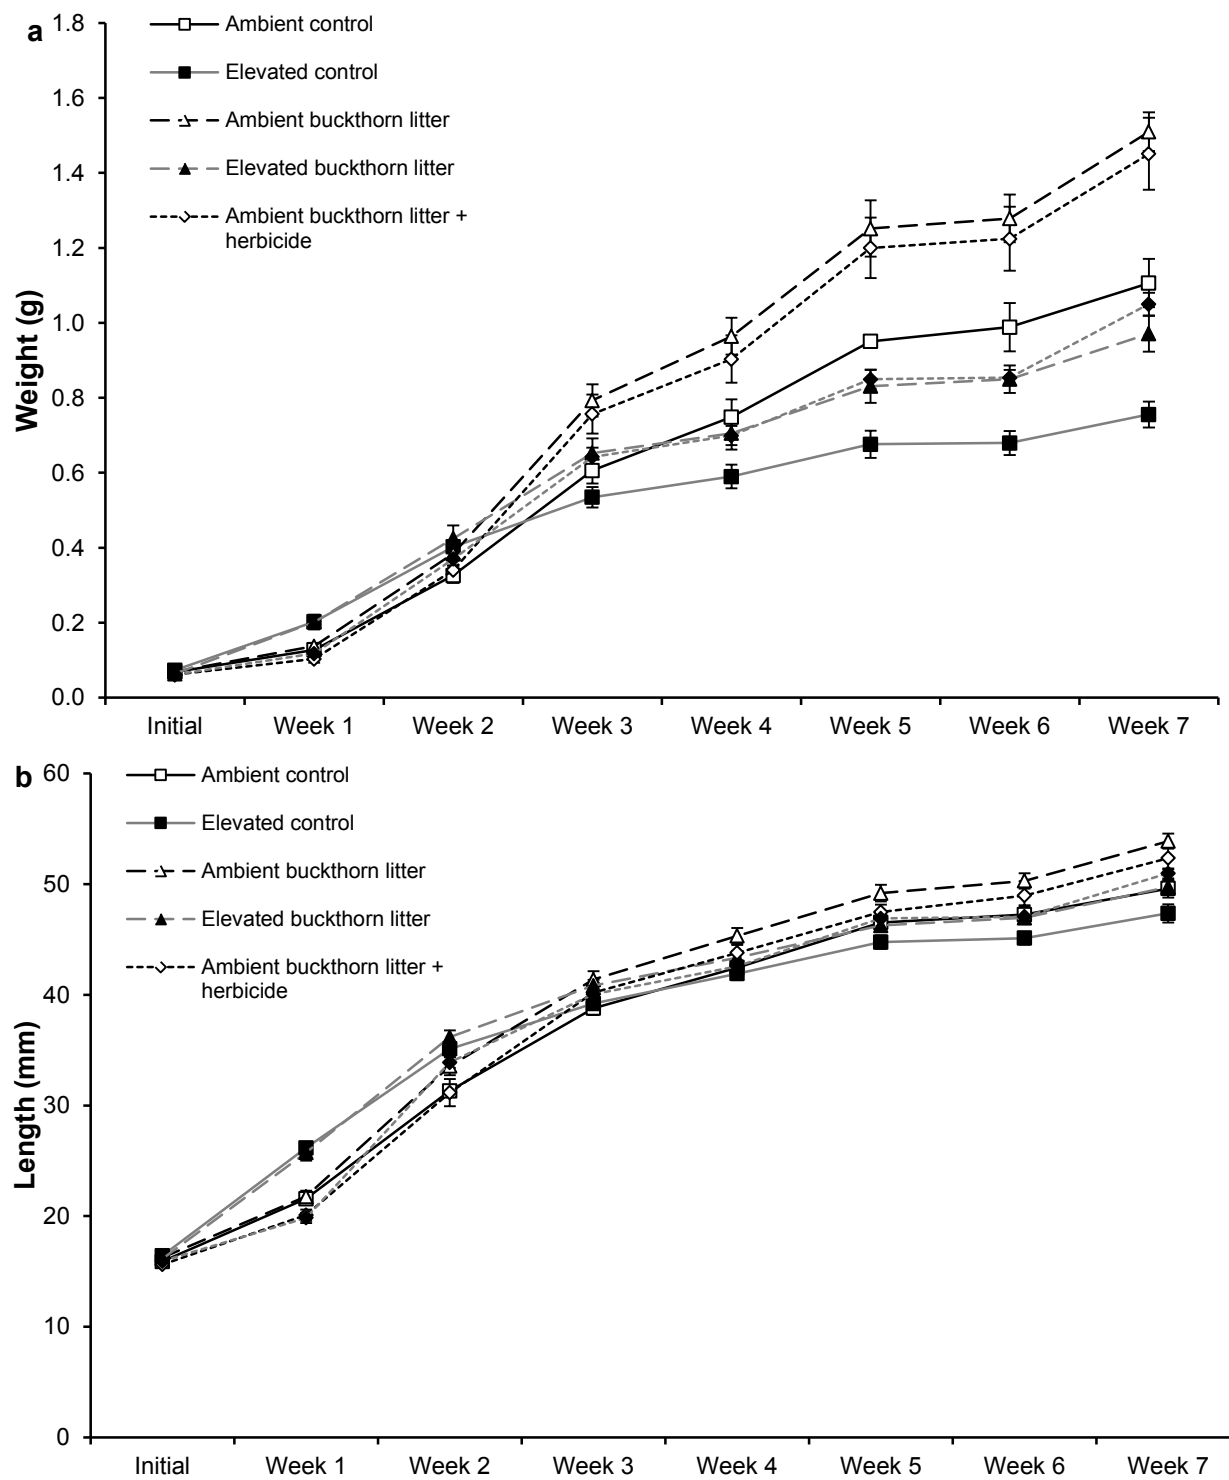 a
1.8
1.6
1.4
1.2
1.0
0.8
0.6
0.4
0.2
0.0
Weight (g)
Ambient control
Elevated control
Ambient buckthorn litter
Elevated buckthorn litter
Ambient buckthorn litter +
herbicide
Initial Week 1 Week 2 Week 3 Week 4 Week 5 Week 6 Week 7
b
60
50
40
30
20
10
0
Length (mm)
Ambient control
Elevated control
Ambient buckthorn litter
Elevated buckthorn litter
Ambient buckthorn litter +
herbicide
Initial Week 1 Week 2 Week 3 Week 4 Week 5 Week 6 Week 7